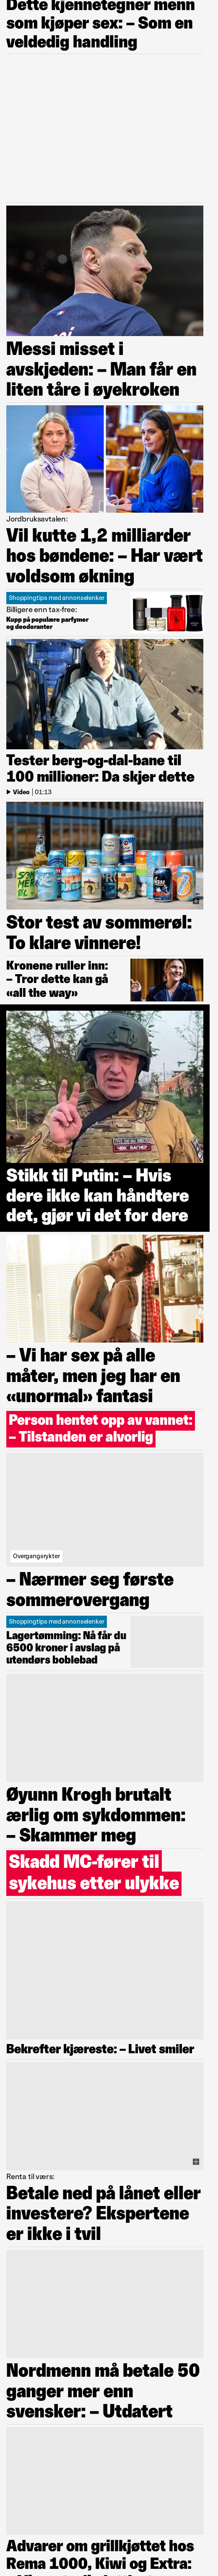 Dette kjennetegner menn
som kjøper sex: – Som en
veldedig handling
Messi misset i
avskjeden: – Man får en
liten tåre i øyekroken
Jordbruksavtalen:
Vil kutte 1,2 milliarder
hos bøndene: – Har vært
voldsom økning
Shoppingtips med annonselenker
Billigere enn tax-free:
Kupp på populære parfymer
og deodoranter
Tester berg-og-dal-bane til
100 millioner: Da skjer dette
Video | 01:13
Stor test av sommerøl:
To klare vinnere!
Kronene ruller inn:
– Tror dette kan gå
«all the way»
Stikk til Putin: – Hvis
dere ikke kan håndtere
det, gjør vi det for dere
– Vi har sex på alle
måter, men jeg har en
«unormal» fantasi
Person hentet opp av vannet:
– Tilstanden er alvorlig
Overgangsrykter
– Nærmer seg første
sommerovergang
Shoppingtips med annonselenker
Lagertømming: Nå får du
6500 kroner i avslag på
utendørs boblebad
Øyunn Krogh brutalt
ærlig om sykdommen:
– Skammer meg
Skadd MC-fører til
sykehus etter ulykke
Bekrefter kjæreste: – Livet smiler
Renta til værs:
Betale ned på lånet eller
investere? Ekspertene
er ikke i tvil
Nordmenn må betale 50
ganger mer enn
svensker: – Utdatert
Advarer om grillkjøttet hos
Rema 1000, Kiwi og Extra: